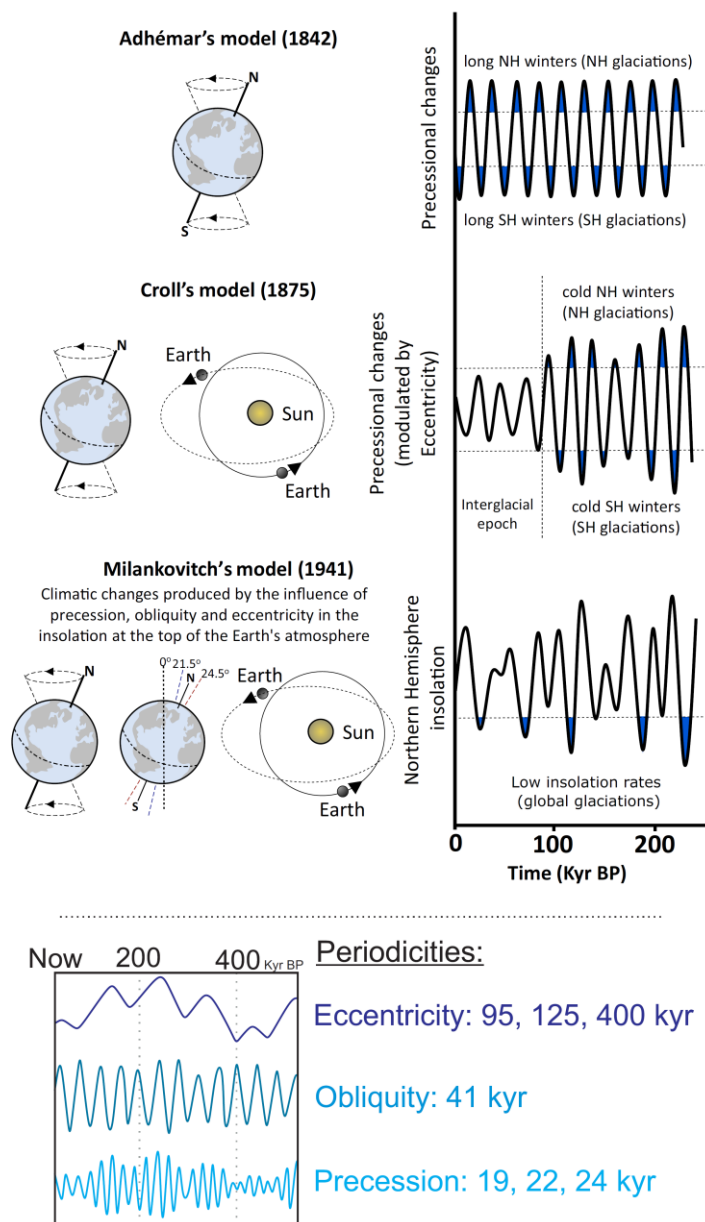 Adhémar's model (1842)
N
S
Precessional changes
long NH winters (NH glaciations)
long SH winters (SH glaciations)
Croll's model (1875)
N
Earth
Sun
Earth
Precessional changes
(modulated by
Eccentricity)
cold NH winters
(NH glaciations)
Interglacial
epoch
cold SH winters
(SH glaciations)
Milankovitch's model (1941)
Climatic changes produced by the influence of
precession, obliquity and eccentricity in the
insolation at the top of the Earth's atmosphere
N
0º 21.5º
N 24.5º
S
Earth
Sun
Earth
Northern Hemisphere
insolation
Low insolation rates
(global glaciations)
0 100 200
Time (Kyr BP)
Now 200 400 Kyr BP
Periodicities:
Eccentricity: 95, 125, 400 kyr
Obliquity: 41 kyr
Precession: 19, 22, 24 kyr